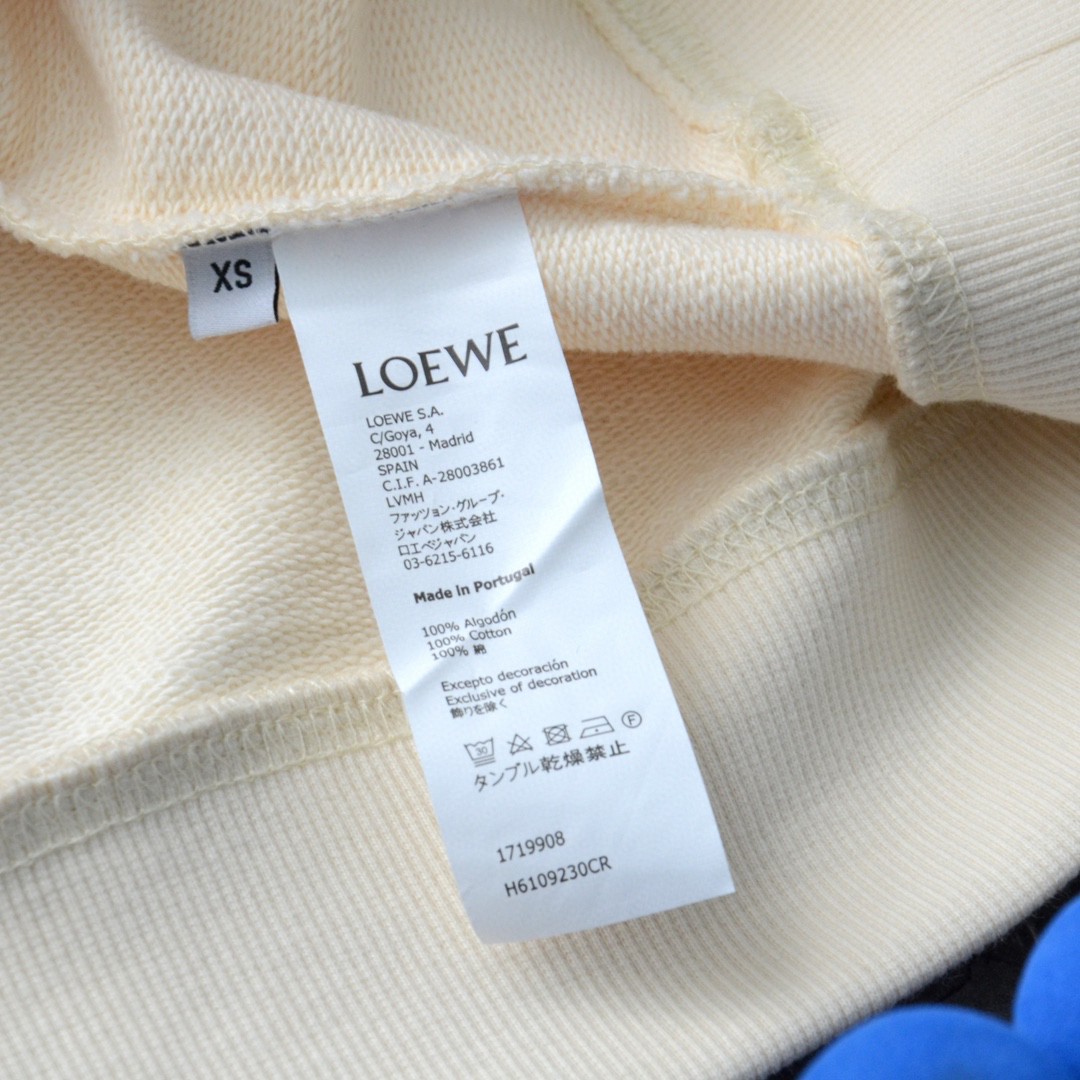 XS
LOEWE
LOEWE S.A.
C/Goya, 4
28001 - Madrid
SPAIN
C.I.F. A-28003861
LVMH
ファッツョン・グループ・
ジャパン株式会社
ロエベジャパン
03-6215-6116
Made in Portugal
100% Algodón
100% Cotton
100% 綿
Excepto decoración
Exclusive of decoration
飾りを除く
30
F
タンブル乾燥禁止
1719908
H6109230CR